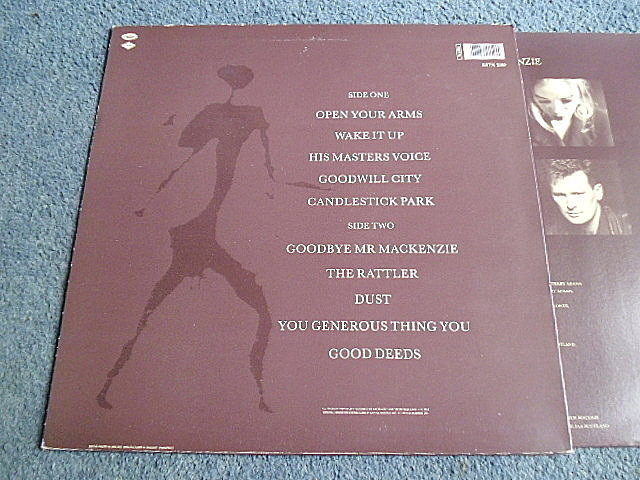 SIDE ONE
OPEN YOUR ARMS
WAKE IT UP
HIS MASTERS VOICE
GOODWILL CITY
CANDLESTICK PARK
SIDE TWO
GOODBYE MR MACKENZIE
THE RATTLER
DUST
YOU GENEROUS THING YOU
GOOD DEEDS
NZIE